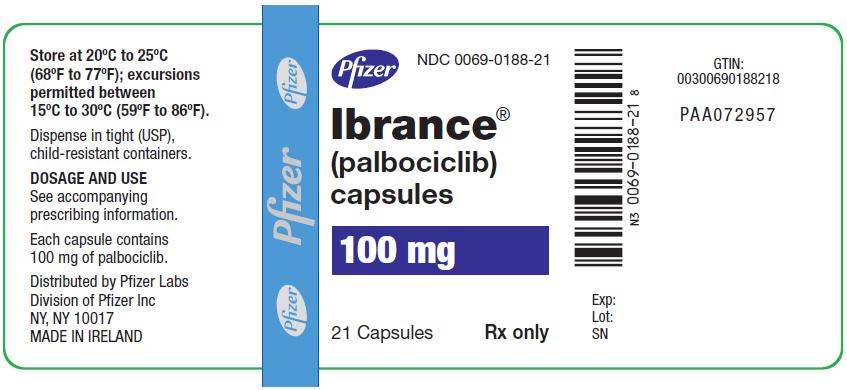 Store at 20ºC to 25ºC
(68ºF to 77ºF); excursions
permitted between
15ºC to 30ºC (59ºF to 86ºF).
Dispense in tight (USP),
child-resistant containers.
DOSAGE AND USE
See accompanying
prescribing information.
Each capsule contains
100 mg of palbociclib.
Distributed by Pfizer Labs
Division of Pfizer Inc
NY, NY 10017
MADE IN IRELAND
Pfizer
Pfizer
Pfizer
Pfizer
NDC 0069-0188-21
Ibrance®
(palbociclib)
capsules
100 mg
21 Capsules
Rx only
N3 0069-0188-21 8
Exp:
Lot:
SN
GTIN:
00300690188218
PAA072957